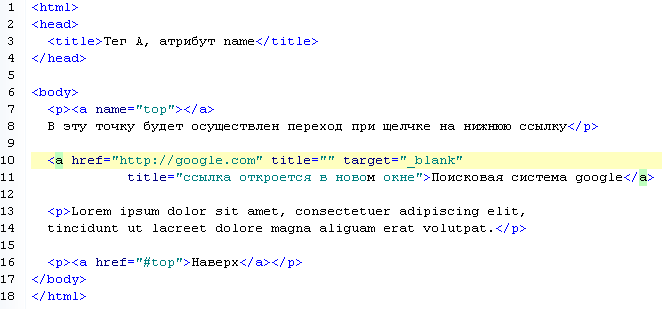 1 <html>
2 <head>
3 <title>Тег A, атрибут name</title>
4 </head>
5
6 <body>
7 <p><a name="top"></a>
8 В эту точку будет осуществлен переход при щелчке на нижнюю ссылку</p>
9
10 <a href="http://google.com" title="" target="_blank"
11 title="ссылка откроется в новом окне">Поисковая система google</a>
12
13 <p>Lorem ipsum dolor sit amet, consectetuer adipiscing elit,
14 tincidunt ut lacreet dolore magna aliguam erat volutpat.</p>
15
16 <p><a href="#top">Наверх</a></p>
17 </body>
18 </html>